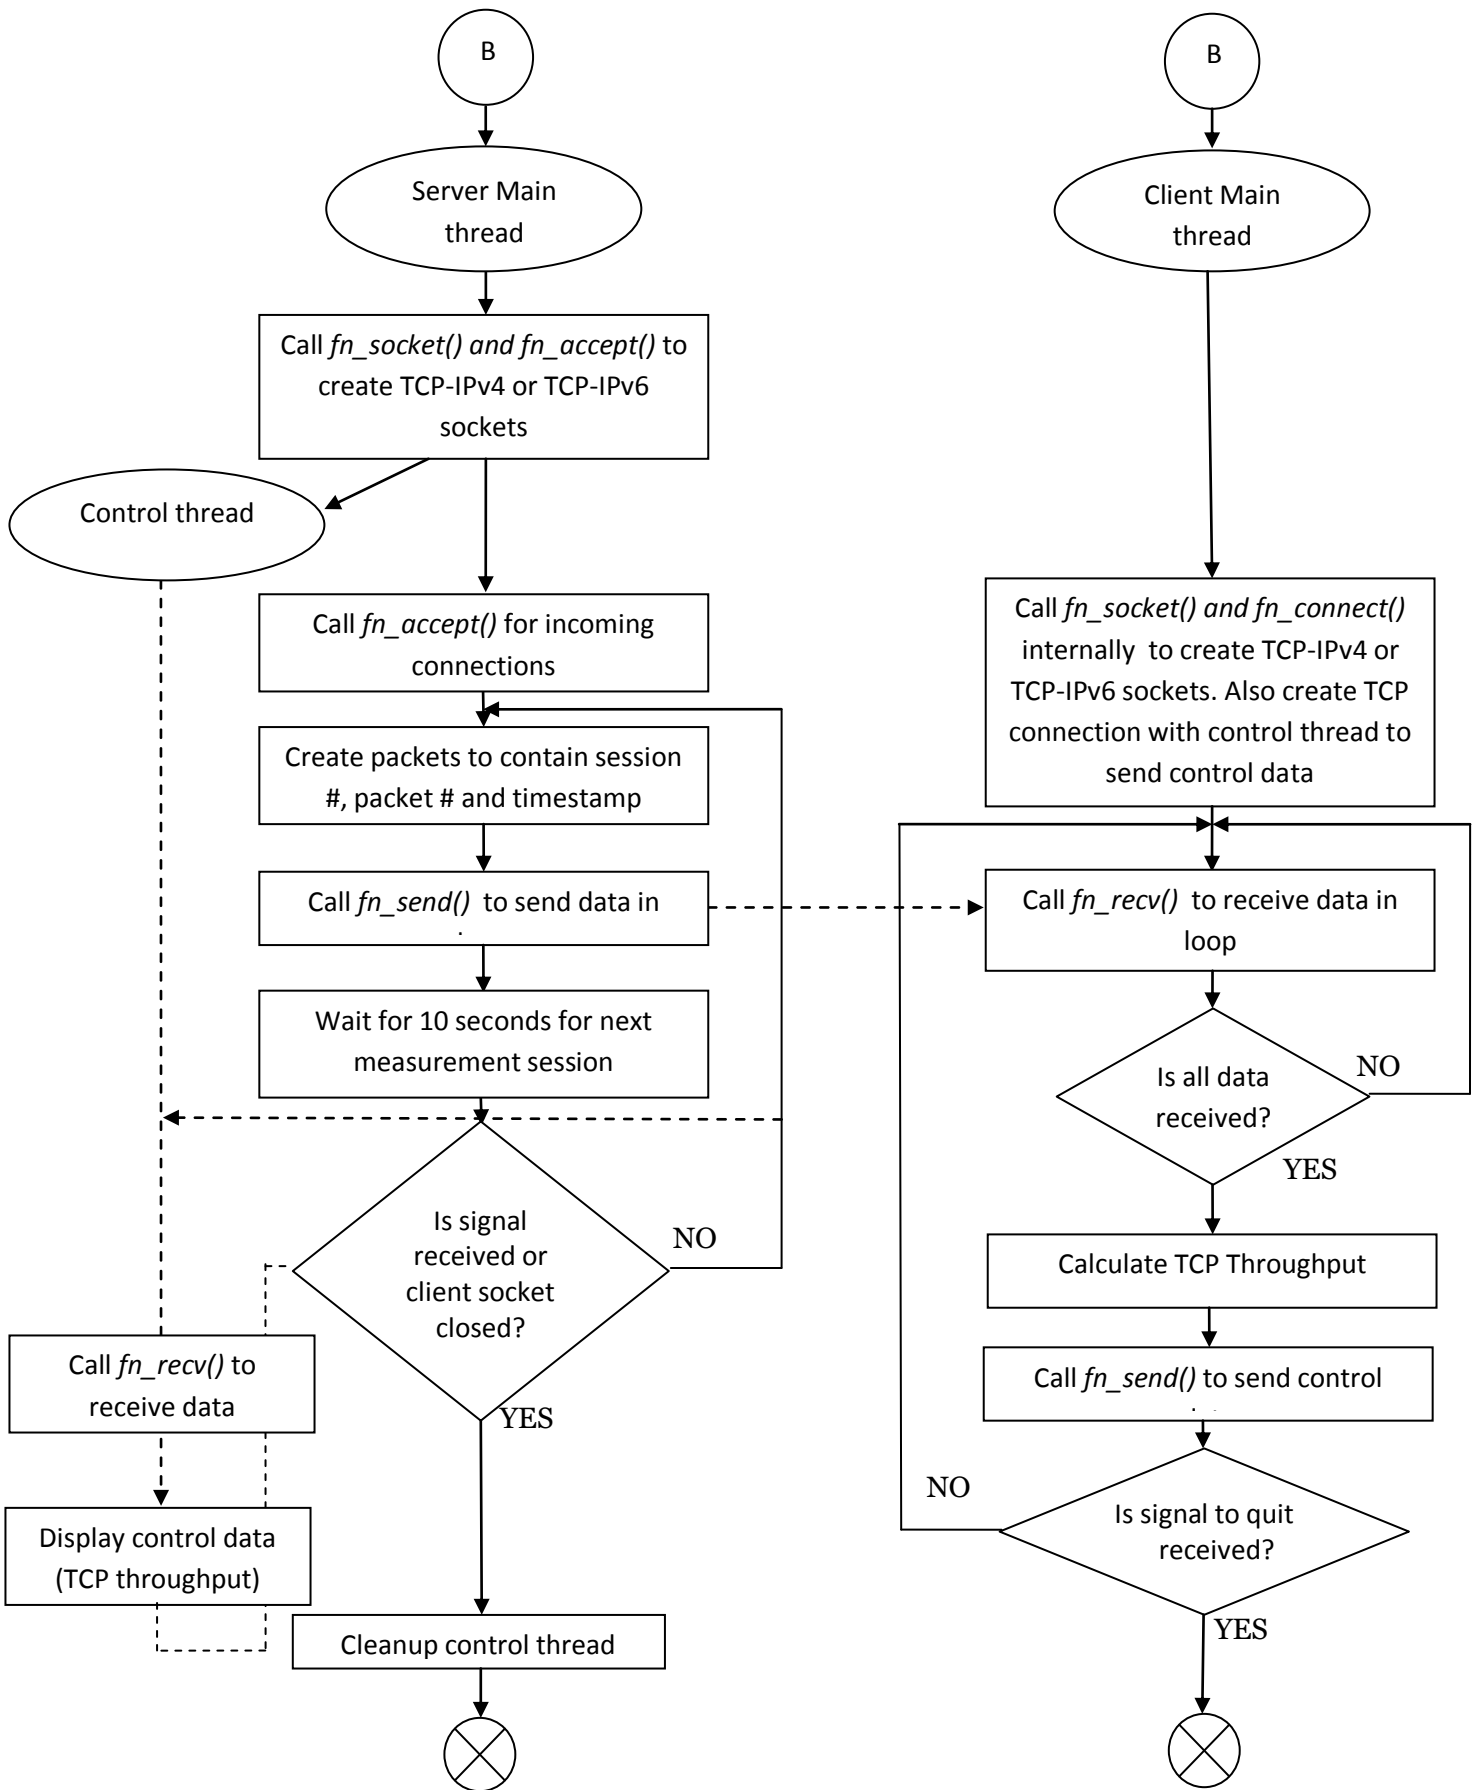 B
Server Main
thread
Call fn_socket() and fn_accept() to
create TCP-IPv4 or TCP-IPv6
sockets
Control thread
Call fn_accept() for incoming
connections
Create packets to contain session
#, packet # and timestamp
Call fn_send() to send data in
Wait for 10 seconds for next
measurement session
Is signal
received or
client socket
closed?
NO
YES
Call fn_recv() to
receive data
Display control data
(TCP throughput)
Cleanup control thread
B
Client Main
thread
Call fn_socket() and fn_connect()
internally to create TCP-IPv4 or
TCP-IPv6 sockets. Also create TCP
connection with control thread to
send control data
Call fn_recv() to receive data in
loop
Is all data
received?
NO
YES
Calculate TCP Throughput
Call fn_send() to send control
Is signal to quit
received?
NO
YES